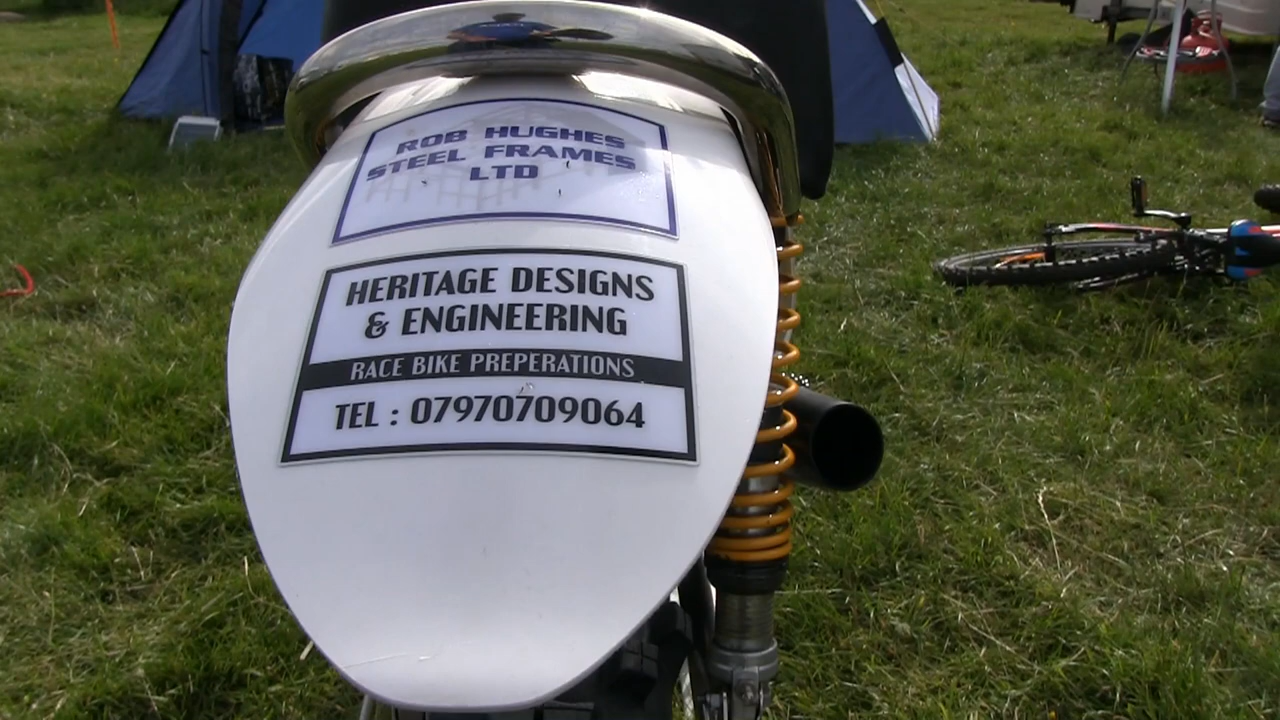 ROB HUGHES
STEEL FRAMES
LTD
HERITAGE DESIGNS
& ENGINEERING
RACE BIKE PREPERATIONS
TEL : 07970709064